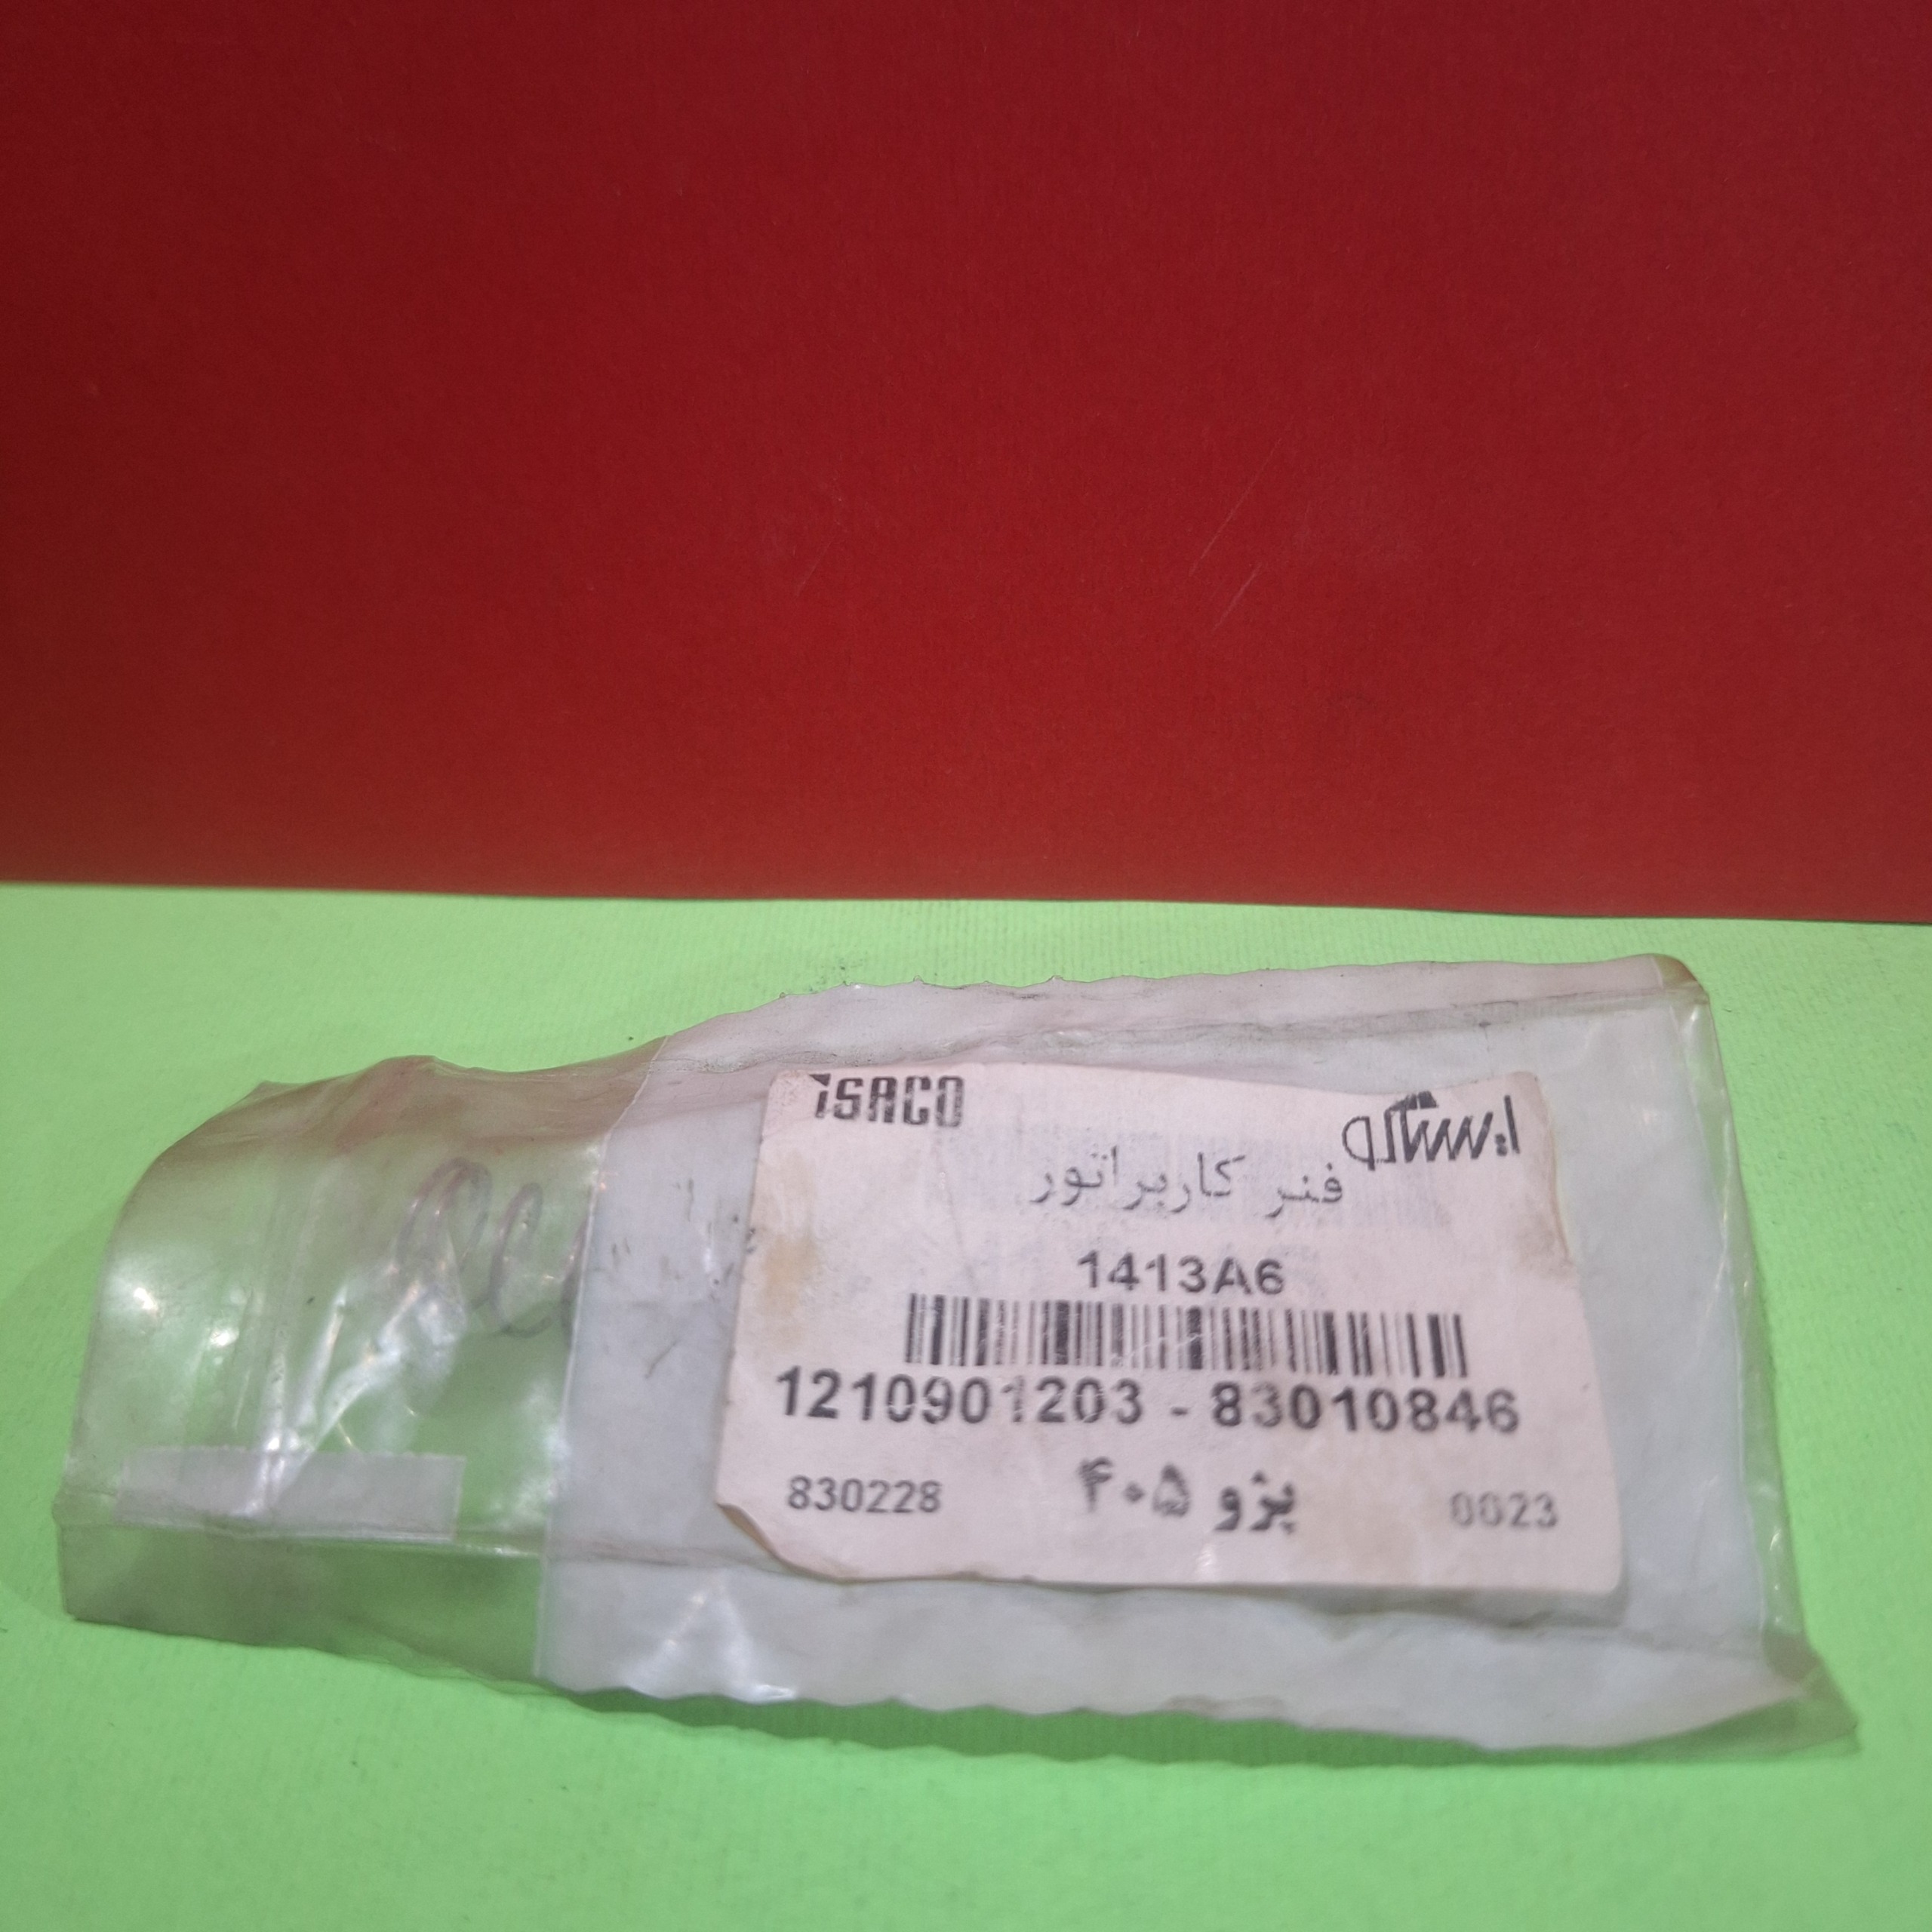 iSACO ایساکو
فنر کاربراتور
1413A6
1210901203 - 83010846
830228 پژو ۴۰۵ 0023